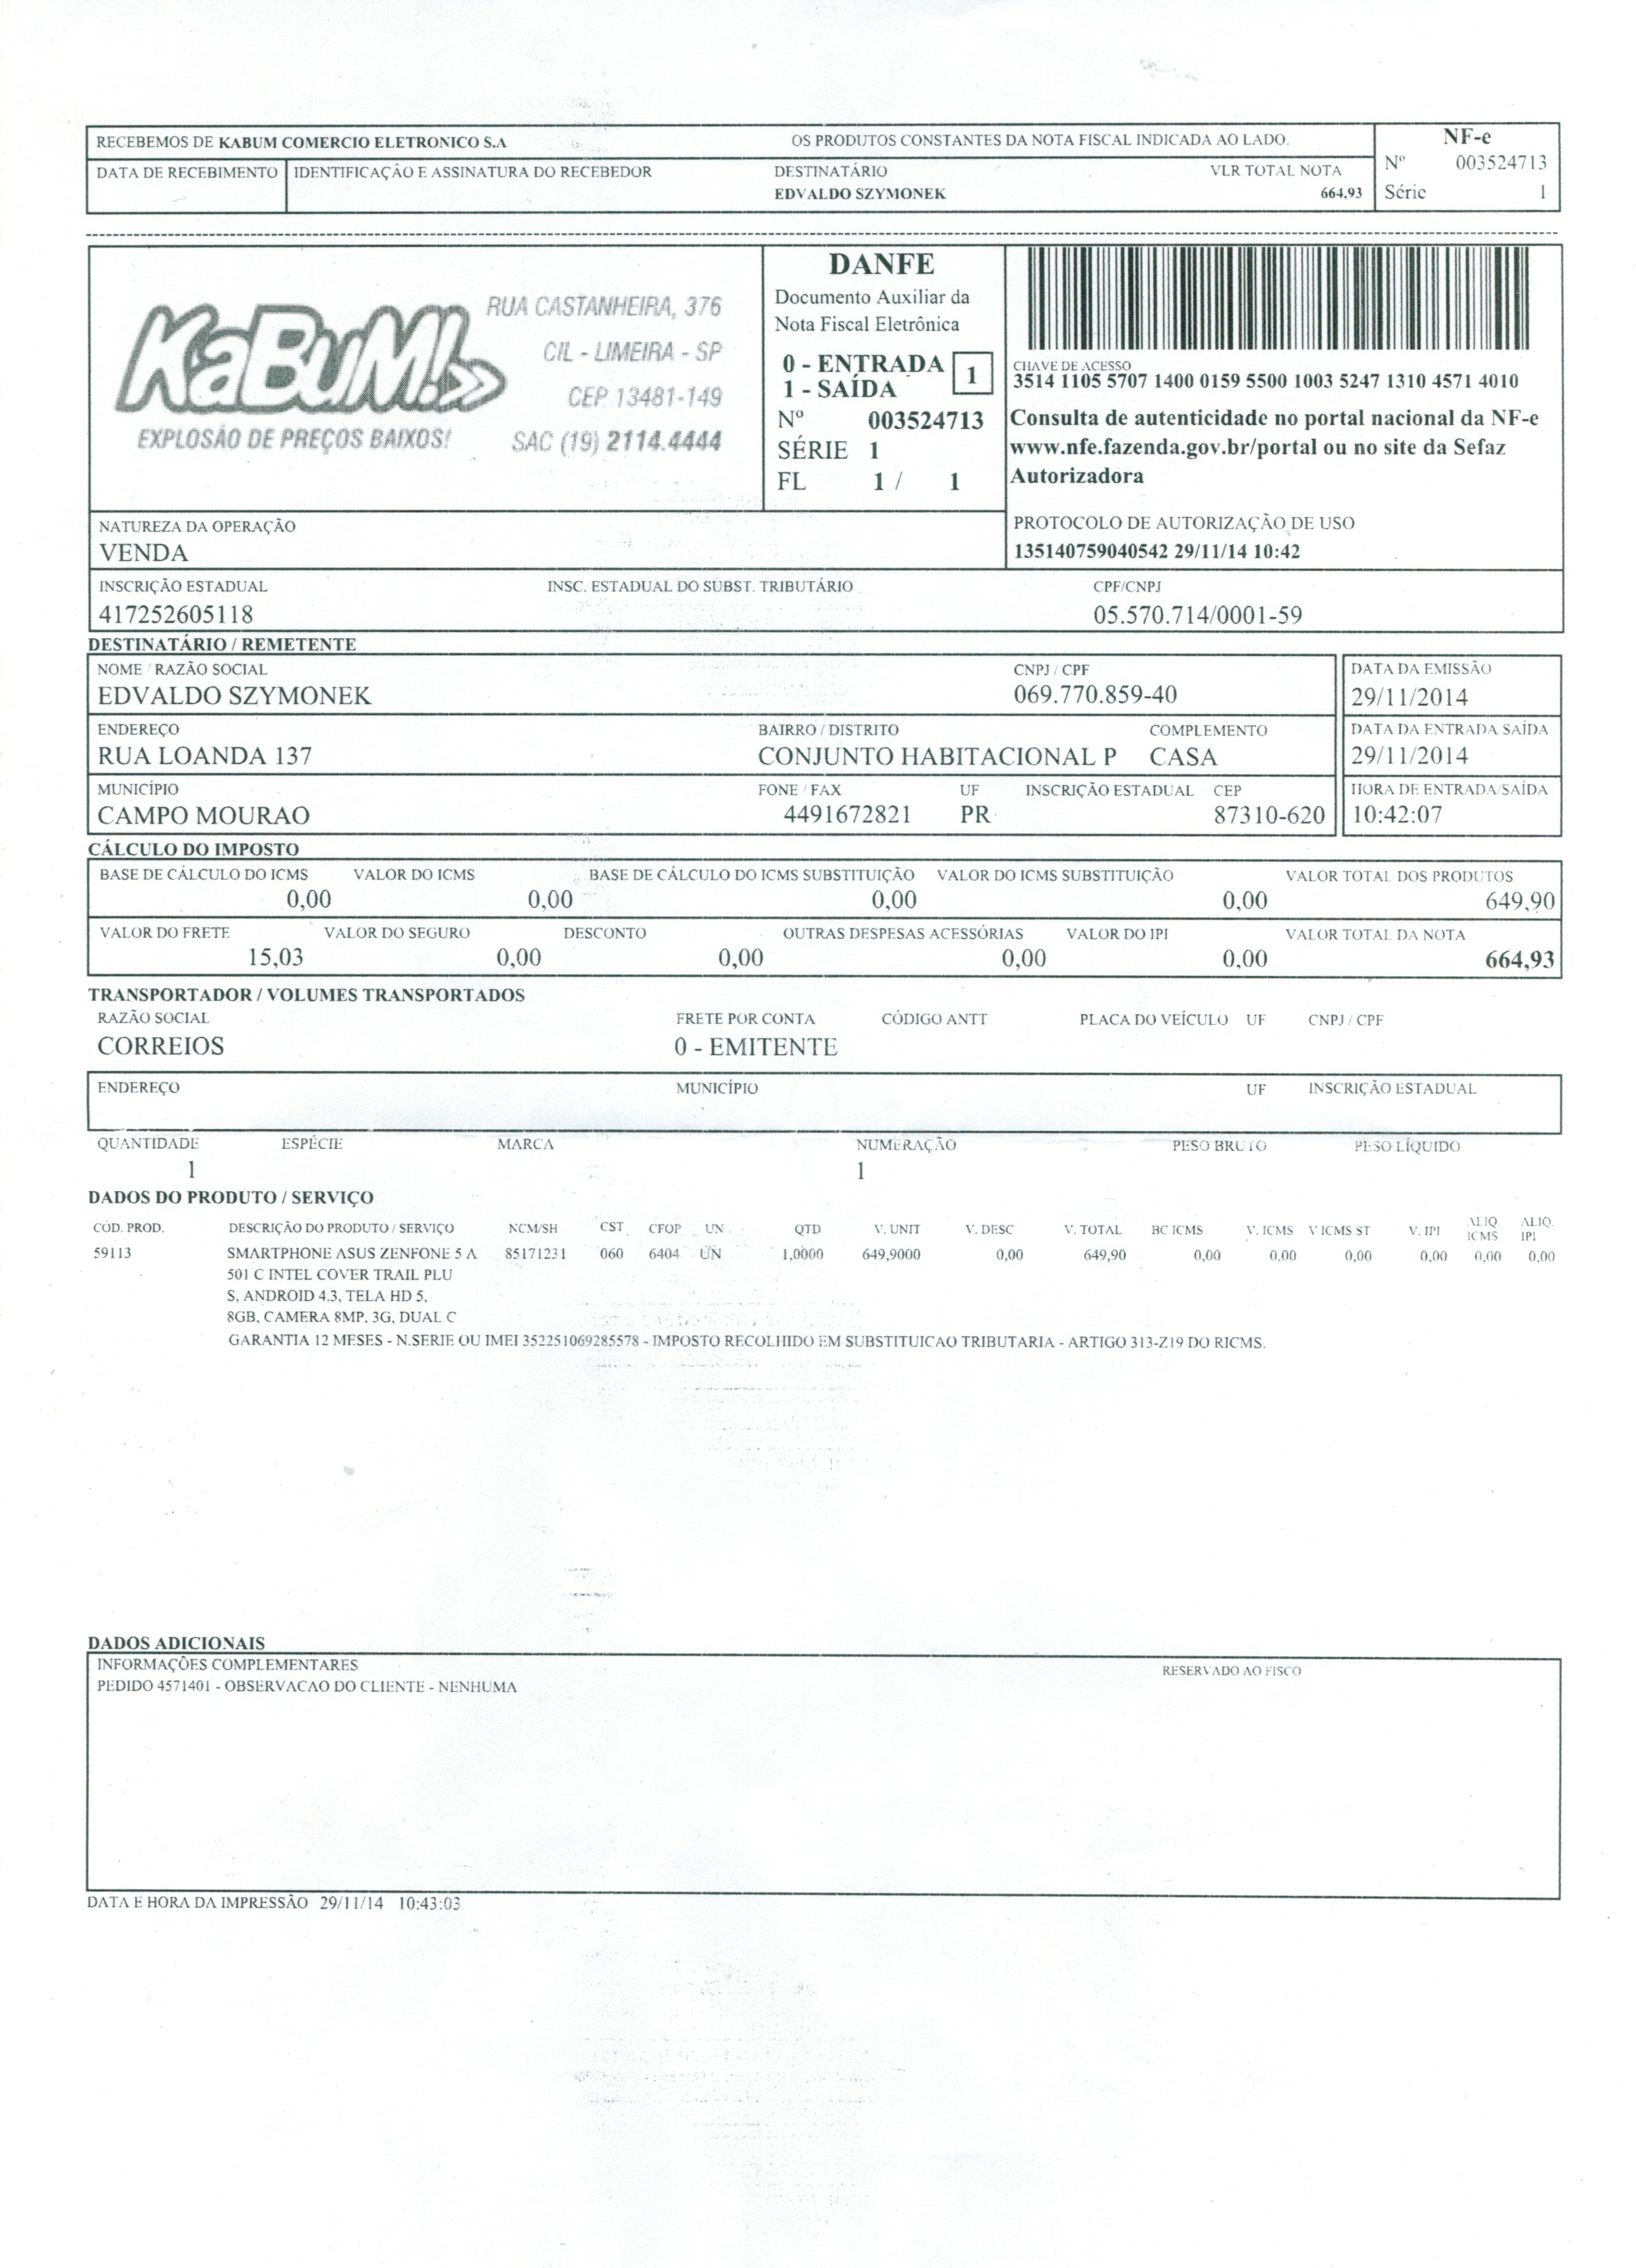 RECEBEMOS DE KABUM COMERCIO ELETRONICO S.A OS PRODUTOS CONSTANTES DA NOTA FISCAL INDICADA AO LADO.
NF-e
Nº 003524713
Série 1
DATA DE RECEBIMENTO IDENTIFICAÇÃO E ASSINATURA DO RECEBEDOR DESTINATÁRIO VLR TOTAL NOTA
EDVALDO SZYMONEK 664,93
KaBuM!
EXPLOSÃO DE PREÇOS BAIXOS!
RUA CASTANHEIRA, 376
CIL - LIMEIRA - SP
CEP 13481-149
SAC (19) 2114.4444
DANFE
Documento Auxiliar da
Nota Fiscal Eletrônica
0 - ENTRADA
1 - SAÍDA
1
Nº 003524713
SÉRIE 1
FL 1 / 1
CHAVE DE ACESSO
3514 1105 5707 1400 0159 5500 1003 5247 1310 4571 4010
Consulta de autenticidade no portal nacional da NF-e
www.nfe.fazenda.gov.br/portal ou no site da Sefaz
Autorizadora
NATUREZA DA OPERAÇÃO
VENDA
PROTOCOLO DE AUTORIZAÇÃO DE USO
135140759040542 29/11/14 10:42
INSCRIÇÃO ESTADUAL INSC. ESTADUAL DO SUBST. TRIBUTÁRIO CPF/CNPJ
417252605118 05.570.714/0001-59
DESTINATÁRIO / REMETENTE
NOME / RAZÃO SOCIAL CNPJ / CPF DATA DA EMISSÃO
EDVALDO SZYMONEK 069.770.859-40 29/11/2014
ENDEREÇO BAIRRO / DISTRITO COMPLEMENTO DATA DA ENTRADA SAÍDA
RUA LOANDA 137 CONJUNTO HABITACIONAL P CASA 29/11/2014
MUNICÍPIO FONE / FAX UF INSCRIÇÃO ESTADUAL CEP HORA DE ENTRADA/SAÍDA
CAMPO MOURAO 4491672821 PR 87310-620 10:42:07
CÁLCULO DO IMPOSTO
BASE DE CÁLCULO DO ICMS VALOR DO ICMS BASE DE CÁLCULO DO ICMS SUBSTITUIÇÃO VALOR DO ICMS SUBSTITUIÇÃO VALOR TOTAL DOS PRODUTOS
0,00 0,00 0,00 0,00 649,90
VALOR DO FRETE VALOR DO SEGURO DESCONTO OUTRAS DESPESAS ACESSÓRIAS VALOR DO IPI VALOR TOTAL DA NOTA
15,03 0,00 0,00 0,00 0,00 664,93
TRANSPORTADOR / VOLUMES TRANSPORTADOS
RAZÃO SOCIAL FRETE POR CONTA CÓDIGO ANTT PLACA DO VEÍCULO UF CNPJ / CPF
CORREIOS 0 - EMITENTE
ENDEREÇO MUNICÍPIO UF INSCRIÇÃO ESTADUAL
QUANTIDADE ESPÉCIE MARCA NUMERAÇÃO PESO BRUTO PESO LÍQUIDO
1 1
DADOS DO PRODUTO / SERVIÇO
CÓD. PROD. DESCRIÇÃO DO PRODUTO / SERVIÇO NCM/SH CST CFOP UN QTD V. UNIT V. DESC V. TOTAL BC ICMS V. ICMS V ICMS ST V. IPI ALIQ. ICMS ALIQ. IPI
59113 SMARTPHONE ASUS ZENFONE 5 A 85171231 060 6404 UN 1,0000 649,9000 0,00 649,90 0,00 0,00 0,00 0,00 0,00 0,00
501 C INTEL COVER TRAIL PLU
S, ANDROID 4.3, TELA HD 5,
8GB, CAMERA 8MP, 3G, DUAL C
GARANTIA 12 MESES - N.SERIE OU IMEI 352251069285578 - IMPOSTO RECOLHIDO EM SUBSTITUICAO TRIBUTARIA - ARTIGO 313-Z19 DO RICMS.
DADOS ADICIONAIS
INFORMAÇÕES COMPLEMENTARES RESERVADO AO FISCO
PEDIDO 4571401 - OBSERVACAO DO CLIENTE - NENHUMA
DATA E HORA DA IMPRESSÃO 29/11/14 10:43:03